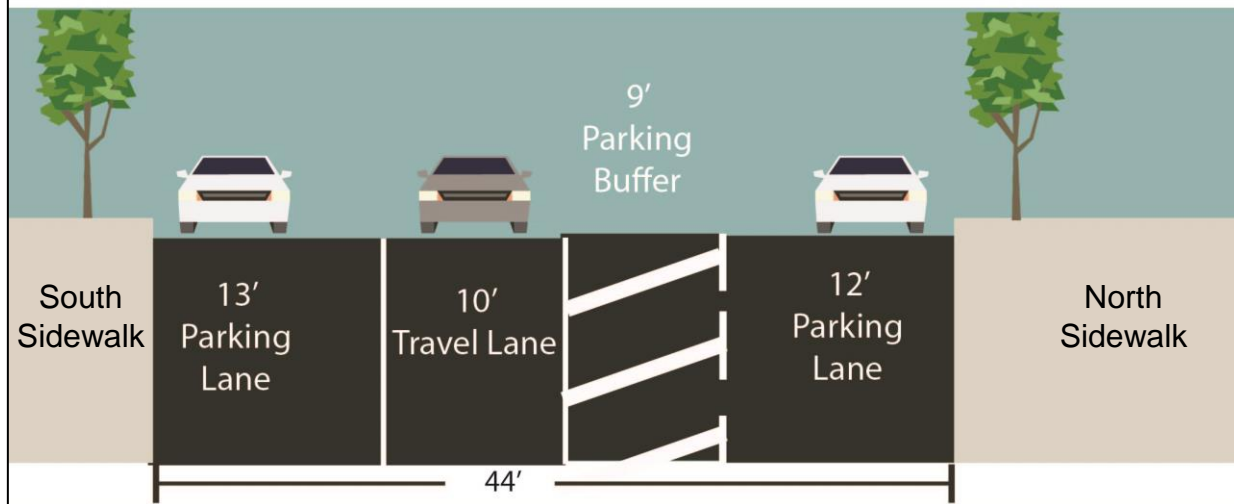 South
Sidewalk
13’
Parking
Lane
10’
Travel Lane
9’
Parking
Buffer
12’
Parking
Lane
North
Sidewalk
44’